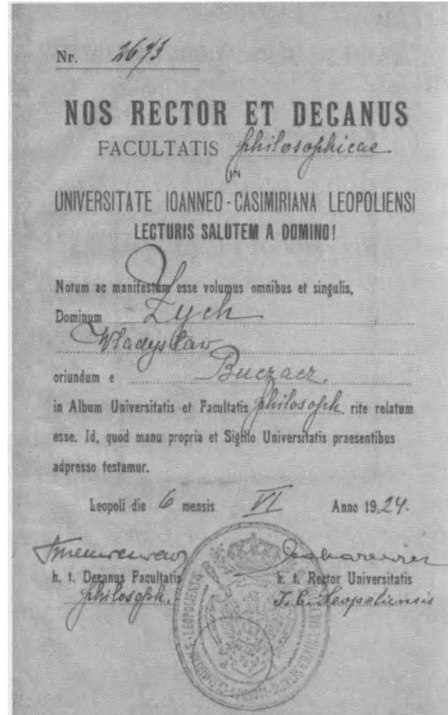 Nr. 2693
NOS RECTOR ET DECANUS
FACULTATIS philosophicae
IN
UNIVERSITATE IOANNEO-CASIMIRIANA LEOPOLIENSI
LECTURIS SALUTEM A DOMINO!
Notum ac manifestum esse volumus omnibus et singulis,
Dominum Zych
Władysław
oriundum e Buczacz
in Album Universitatis et Facultatis philosoph. rite relatum
esse. Id, quod manu propria et Sigillo Universitatis praesentibus
adpresso testamur.
Leopoli die 6 mensis VI Anno 1924.
h. t. Decanus Facultatis h. t. Rector Universitatis
philosoph. I. C. Leopoliensis